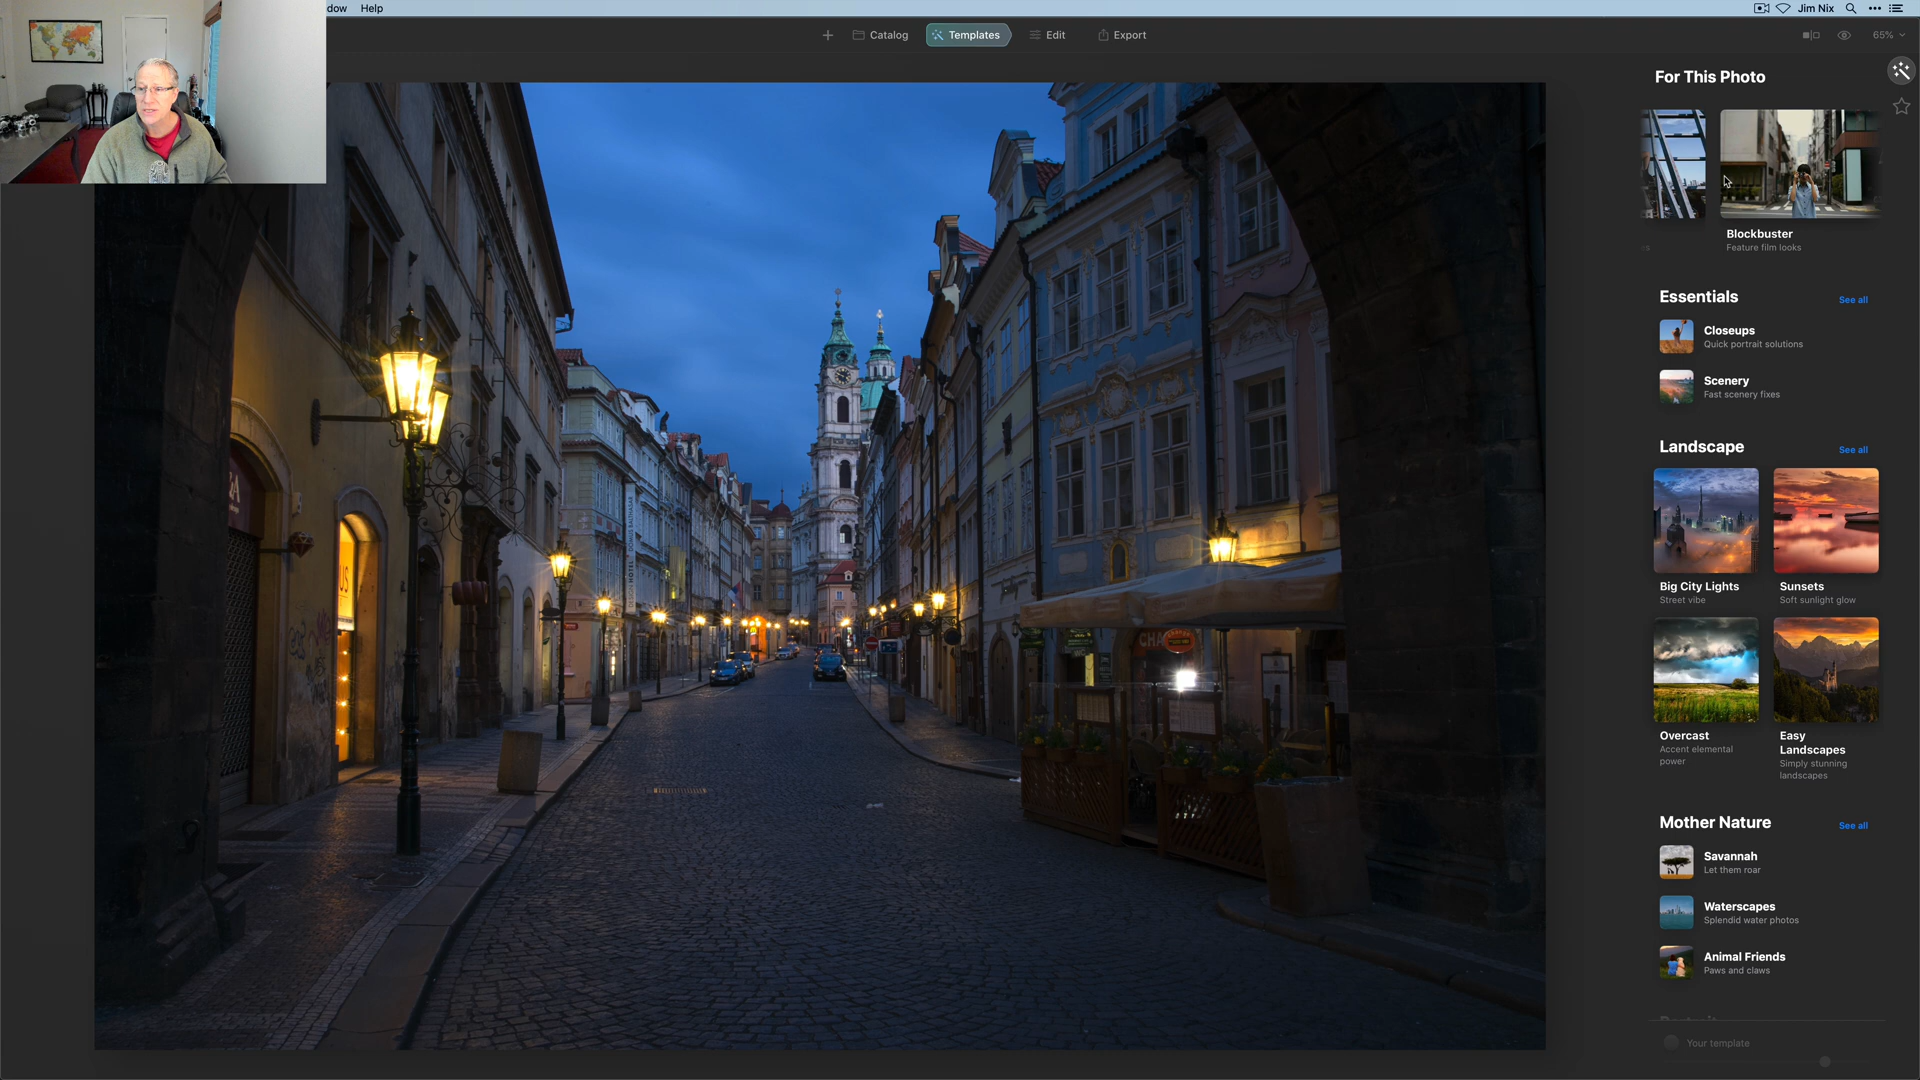 dow Help
Jim Nix
Catalog Templates Edit Export
65%
For This Photo
Blockbuster
Feature film looks
Essentials See all
Closeups
Quick portrait solutions
Scenery
Fast scenery fixes
Landscape See all
Big City Lights
Street vibe
Sunsets
Soft sunlight glow
Overcast
Accent elemental
power
Easy
Landscapes
Simply stunning
landscapes
Mother Nature See all
Savannah
Let them roar
Waterscapes
Splendid water photos
Animal Friends
Paws and claws
Your template
US